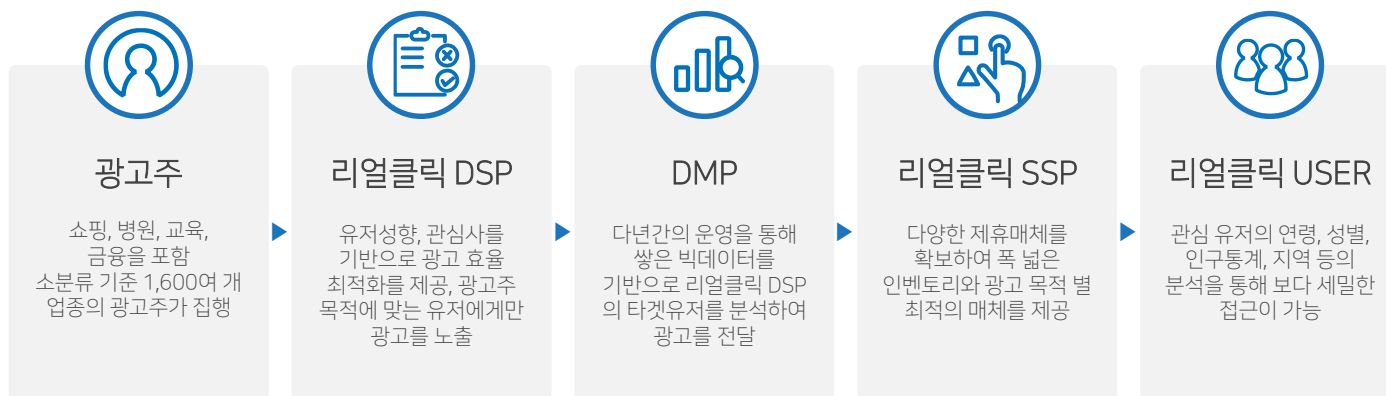 광고주
쇼핑, 병원, 교육,
금융을 포함
소분류 기준 1,600여 개
업종의 광고주가 집행
리얼클릭 DSP
유저성향, 관심사를
기반으로 광고 효율
최적화를 제공, 광고주
목적에 맞는 유저에게만
광고를 노출
DMP
다년간의 운영을 통해
쌓은 빅데이터를
기반으로 리얼클릭 DSP
의 타겟유저를 분석하여
광고를 전달
리얼클릭 SSP
다양한 제휴매체를
확보하여 폭 넓은
인벤토리와 광고 목적 별
최적의 매체를 제공
리얼클릭 USER
관심 유저의 연령, 성별,
인구통계, 지역 등의
분석을 통해 보다 세밀한
접근이 가능